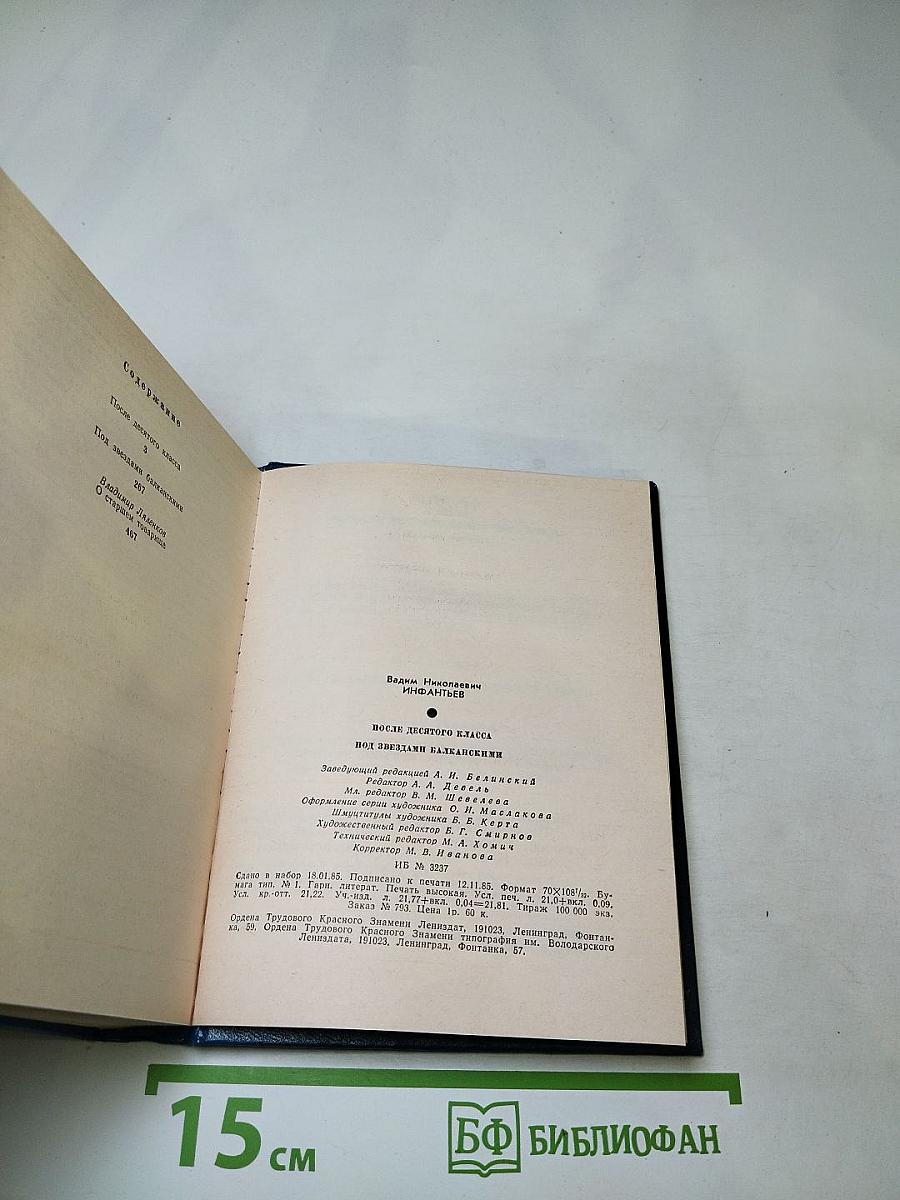 Содержание
После десятого класса
3
Под звездами балканскими
267
Владимир Ляленков
О старшем товарище
467
Вадим Николаевич
ИНФАНТЬЕВ
ПОСЛЕ ДЕСЯТОГО КЛАССА
ПОД ЗВЕЗДАМИ БАЛКАНСКИМИ
Заведующий редакцией А. И. Белинский
Редактор А. А. Девель
Мл. редактор В. М. Шевелева
Оформление серии художника О. И. Маслакова
Шмуцтитулы художника Б. Б. Керта
Художественный редактор Б. Г. Смирнов
Технический редактор М. А. Хомич
Корректор М. В. Иванова
ИБ № 3237
Сдано в набор 18.01.85. Подписано к печати 12.11.85. Формат 70×108¹/₃₂. Бу-
мага тип. № 1. Гарн. литерат. Печать высокая. Усл. печ. л. 21,0+вкл. 0,09.
Усл. кр.-отт. 21,22. Уч.-изд. л. 21,77+вкл. 0,04=21,81. Тираж 100 000 экз.
Заказ № 793. Цена 1р. 60 к.
Ордена Трудового Красного Знамени Лениздат, 191023, Ленинград, Фонтан-
ка, 59. Ордена Трудового Красного Знамени типография им. Володарского
Лениздата, 191023, Ленинград, Фонтанка, 57.
15 см
БФ БИБЛИОФАН